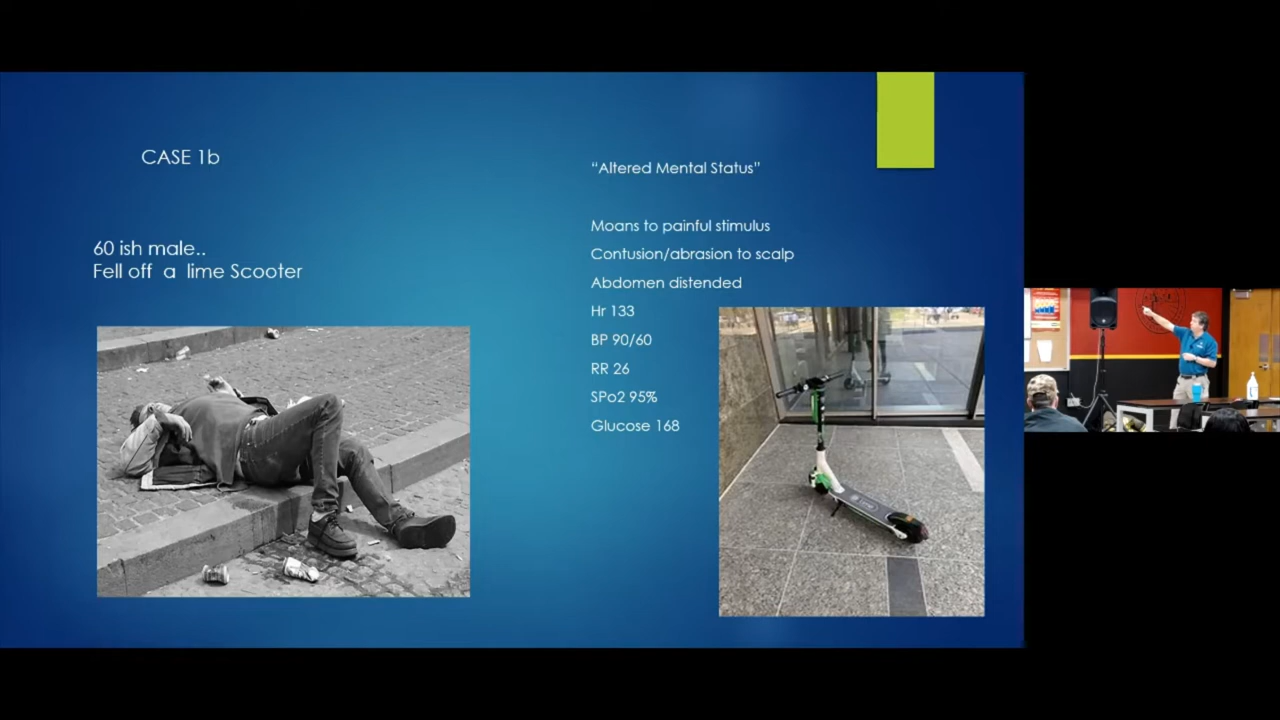 CASE 1b
60 ish male..
Fell off a lime Scooter
“Altered Mental Status”
Moans to painful stimulus
Contusion/abrasion to scalp
Abdomen distended
Hr 133
BP 90/60
RR 26
SPo2 95%
Glucose 168